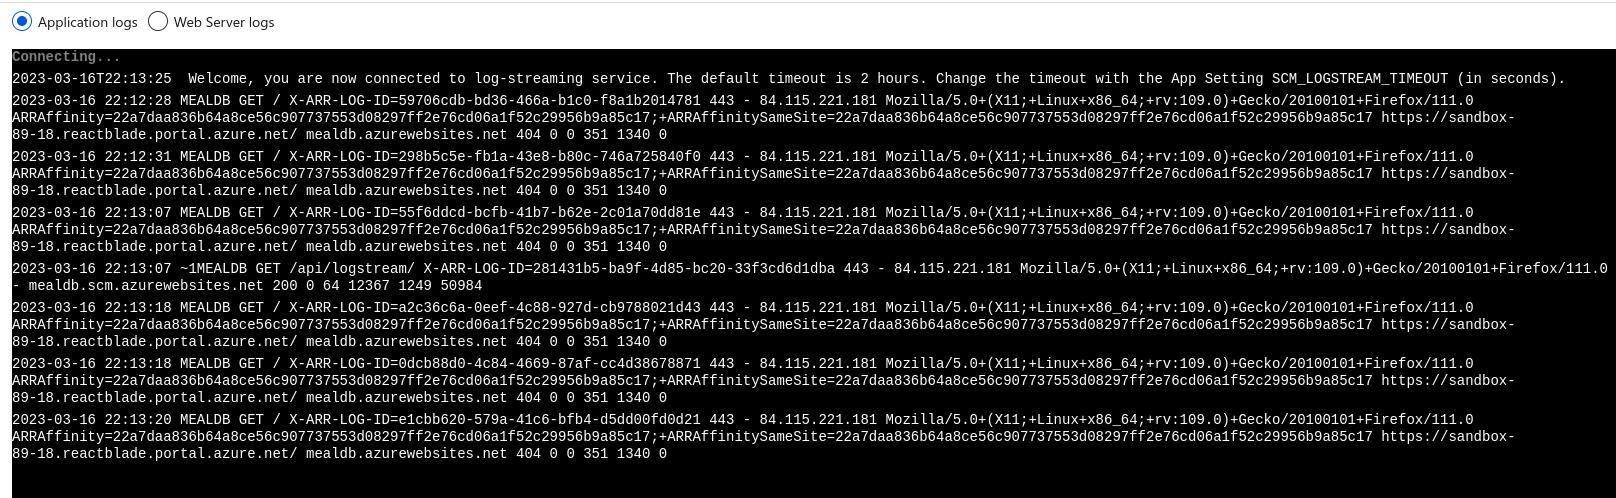 Application logs Web Server logs
Connecting...
2023-03-16T22:13:25  Welcome, you are now connected to log-streaming service. The default timeout is 2 hours. Change the timeout with the App Setting SCM_LOGSTREAM_TIMEOUT (in seconds).
2023-03-16 22:12:28 MEALDB GET / X-ARR-LOG-ID=59706cdb-bd36-466a-b1c0-f8a1b2014781 443 - 84.115.221.181 Mozilla/5.0+(X11;+Linux+x86_64;+rv:109.0)+Gecko/20100101+Firefox/111.0
ARRAffinity=22a7daa836b64a8ce56c907737553d08297ff2e76cd06a1f52c29956b9a85c17;+ARRAffinitySameSite=22a7daa836b64a8ce56c907737553d08297ff2e76cd06a1f52c29956b9a85c17 https://sandbox-
89-18.reactblade.portal.azure.net/ mealdb.azurewebsites.net 404 0 0 351 1340 0
2023-03-16 22:12:31 MEALDB GET / X-ARR-LOG-ID=298b5c5e-fb1a-43e8-b80c-746a725840f0 443 - 84.115.221.181 Mozilla/5.0+(X11;+Linux+x86_64;+rv:109.0)+Gecko/20100101+Firefox/111.0
ARRAffinity=22a7daa836b64a8ce56c907737553d08297ff2e76cd06a1f52c29956b9a85c17;+ARRAffinitySameSite=22a7daa836b64a8ce56c907737553d08297ff2e76cd06a1f52c29956b9a85c17 https://sandbox-
89-18.reactblade.portal.azure.net/ mealdb.azurewebsites.net 404 0 0 351 1340 0
2023-03-16 22:13:07 MEALDB GET / X-ARR-LOG-ID=55f6ddcd-bcfb-41b7-b62e-2c01a70dd81e 443 - 84.115.221.181 Mozilla/5.0+(X11;+Linux+x86_64;+rv:109.0)+Gecko/20100101+Firefox/111.0
ARRAffinity=22a7daa836b64a8ce56c907737553d08297ff2e76cd06a1f52c29956b9a85c17;+ARRAffinitySameSite=22a7daa836b64a8ce56c907737553d08297ff2e76cd06a1f52c29956b9a85c17 https://sandbox-
89-18.reactblade.portal.azure.net/ mealdb.azurewebsites.net 404 0 0 351 1340 0
2023-03-16 22:13:07 ~1MEALDB GET /api/logstream/ X-ARR-LOG-ID=281431b5-ba9f-4d85-bc20-33f3cd6d1dba 443 - 84.115.221.181 Mozilla/5.0+(X11;+Linux+x86_64;+rv:109.0)+Gecko/20100101+Firefox/111.0
- mealdb.scm.azurewebsites.net 200 0 64 12367 1249 50984
2023-03-16 22:13:18 MEALDB GET / X-ARR-LOG-ID=a2c36c6a-0eef-4c88-927d-cb9788021d43 443 - 84.115.221.181 Mozilla/5.0+(X11;+Linux+x86_64;+rv:109.0)+Gecko/20100101+Firefox/111.0
ARRAffinity=22a7daa836b64a8ce56c907737553d08297ff2e76cd06a1f52c29956b9a85c17;+ARRAffinitySameSite=22a7daa836b64a8ce56c907737553d08297ff2e76cd06a1f52c29956b9a85c17 https://sandbox-
89-18.reactblade.portal.azure.net/ mealdb.azurewebsites.net 404 0 0 351 1340 0
2023-03-16 22:13:18 MEALDB GET / X-ARR-LOG-ID=0dcb88d0-4c84-4669-87af-cc4d38678871 443 - 84.115.221.181 Mozilla/5.0+(X11;+Linux+x86_64;+rv:109.0)+Gecko/20100101+Firefox/111.0
ARRAffinity=22a7daa836b64a8ce56c907737553d08297ff2e76cd06a1f52c29956b9a85c17;+ARRAffinitySameSite=22a7daa836b64a8ce56c907737553d08297ff2e76cd06a1f52c29956b9a85c17 https://sandbox-
89-18.reactblade.portal.azure.net/ mealdb.azurewebsites.net 404 0 0 351 1340 0
2023-03-16 22:13:20 MEALDB GET / X-ARR-LOG-ID=e1cbb620-579a-41c6-bfb4-d5dd00fd0d21 443 - 84.115.221.181 Mozilla/5.0+(X11;+Linux+x86_64;+rv:109.0)+Gecko/20100101+Firefox/111.0
ARRAffinity=22a7daa836b64a8ce56c907737553d08297ff2e76cd06a1f52c29956b9a85c17;+ARRAffinitySameSite=22a7daa836b64a8ce56c907737553d08297ff2e76cd06a1f52c29956b9a85c17 https://sandbox-
89-18.reactblade.portal.azure.net/ mealdb.azurewebsites.net 404 0 0 351 1340 0